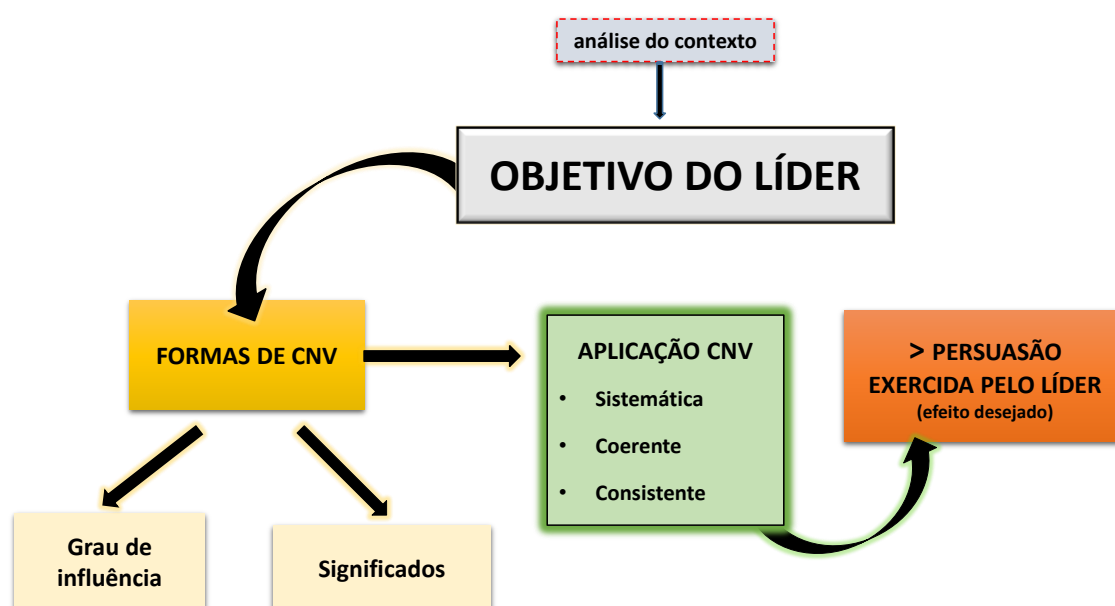 análise do contexto
OBJETIVO DO LÍDER
FORMAS DE CNV
APLICAÇÃO CNV
• Sistemática
• Coerente
• Consistente
> PERSUASÃO
EXERCIDA PELO LÍDER
(efeito desejado)
Grau de
influência
Significados